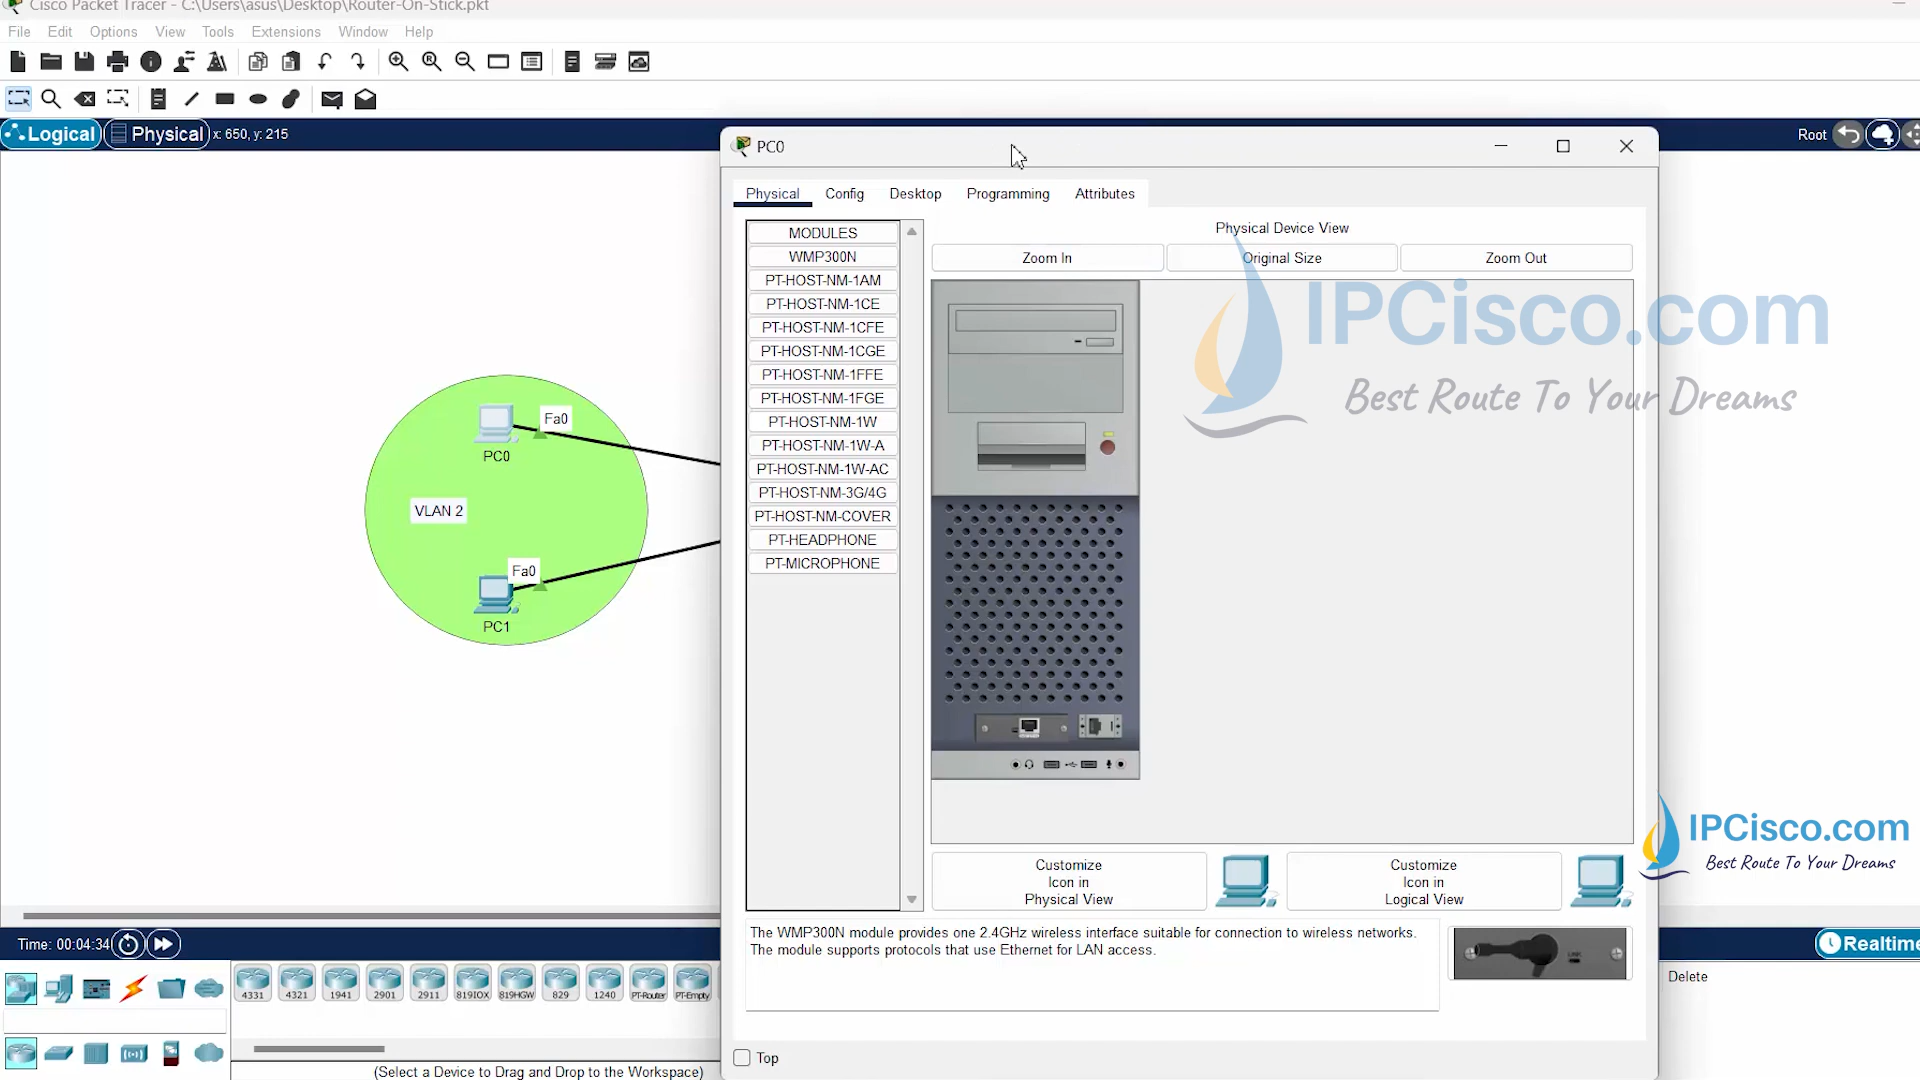 Cisco Packet Tracer - C:\Users\asus\Desktop\Router-On-Stick.pkt
File Edit Options View Tools Extensions Window Help
Logical Physical x: 650, y: 215
Root
PC0
Physical Config Desktop Programming Attributes
MODULES
WMP300N
PT-HOST-NM-1AM
PT-HOST-NM-1CE
PT-HOST-NM-1CFE
PT-HOST-NM-1CGE
PT-HOST-NM-1FFE
PT-HOST-NM-1FGE
PT-HOST-NM-1W
PT-HOST-NM-1W-A
PT-HOST-NM-1W-AC
PT-HOST-NM-3G/4G
PT-HOST-NM-COVER
PT-HEADPHONE
PT-MICROPHONE
Physical Device View
Zoom In Original Size Zoom Out
IPCisco.com
Best Route To Your Dreams
Fa0
PC0
VLAN 2
Fa0
PC1
IPCisco.com
Best Route To Your Dreams
Customize
Icon in
Physical View
Customize
Icon in
Logical View
The WMP300N module provides one 2.4GHz wireless interface suitable for connection to wireless networks.
The module supports protocols that use Ethernet for LAN access.
Top
Time: 00:04:34
Realtime
Delete
4331 4321 1941 2901 2911 819IOX 819HGW 829 1240 PT-Router PT-Empty
(Select a Device to Drag and Drop to the Workspace)